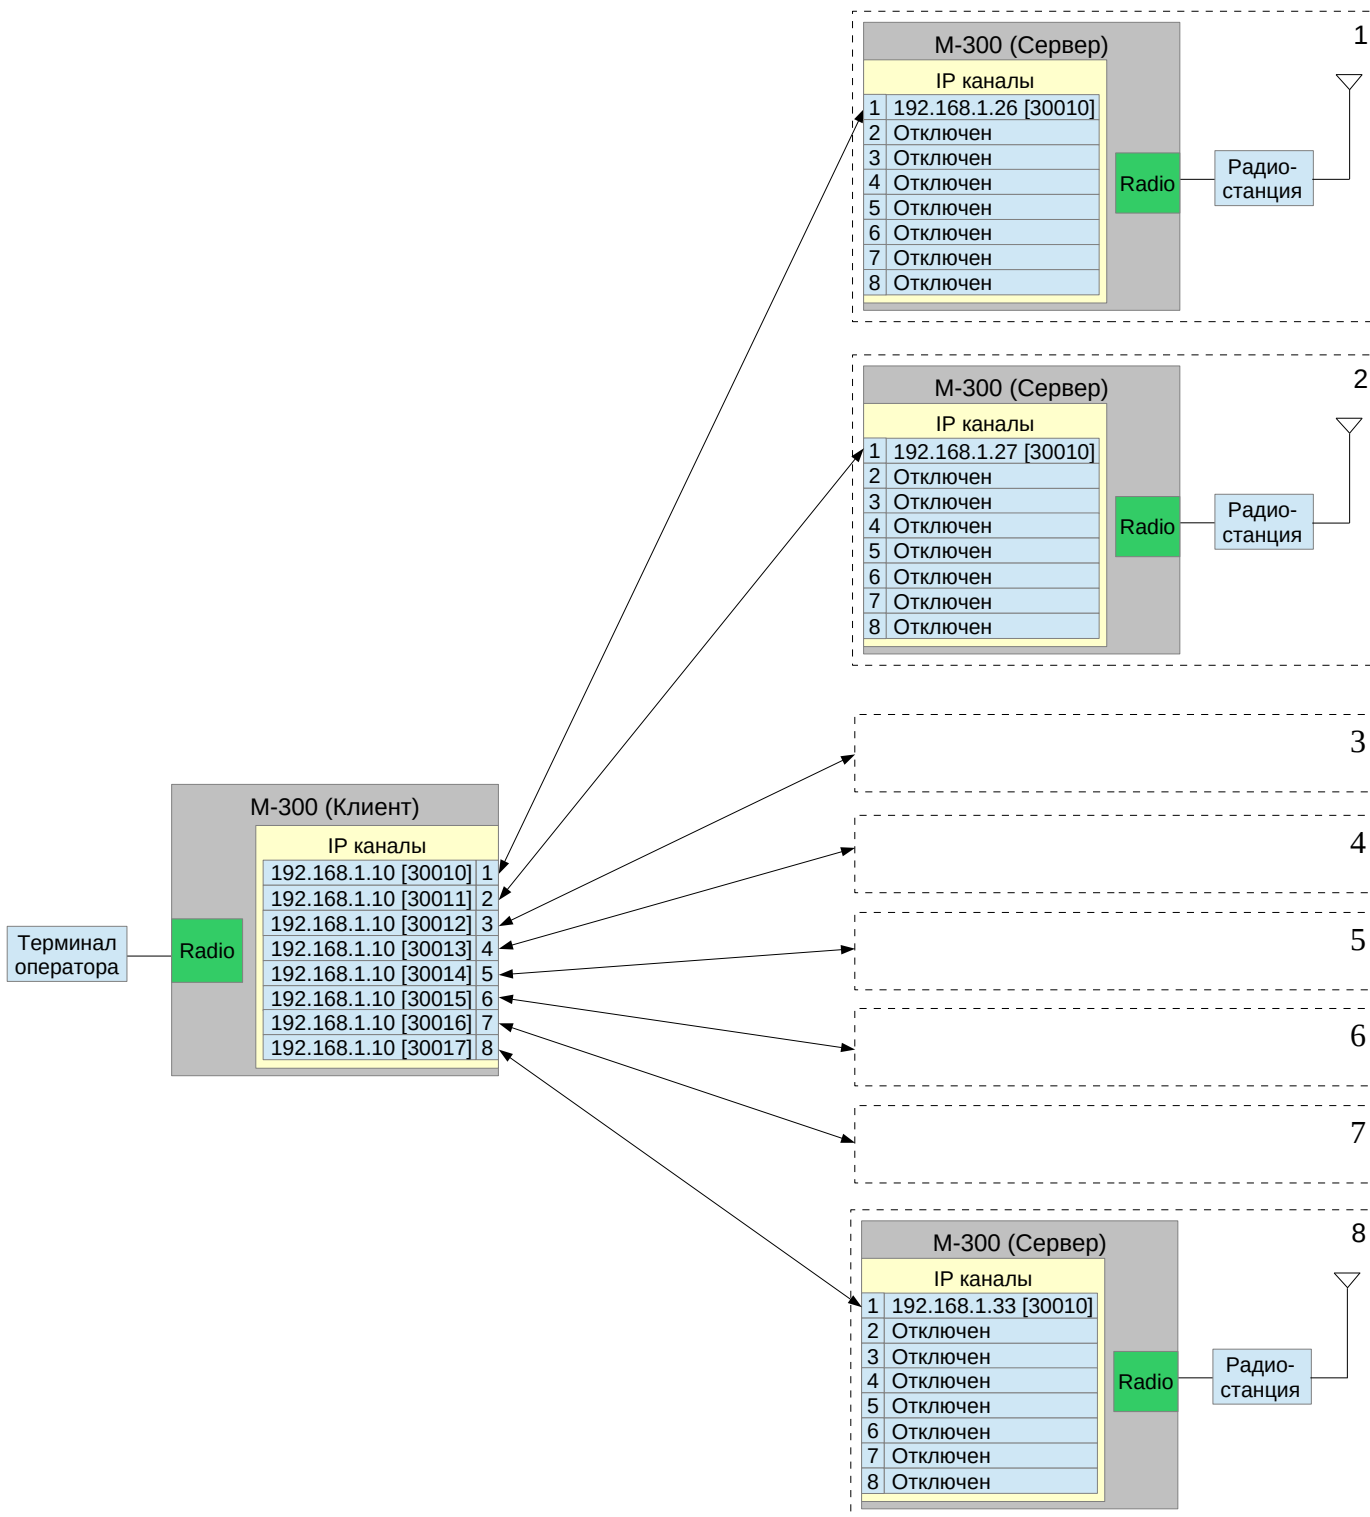 1
М-300 (Сервер)
IP каналы
1 192.168.1.26 [30010]
2 Отключен
3 Отключен
4 Отключен
5 Отключен
6 Отключен
7 Отключен
8 Отключен
Radio
Радио-
станция
2
М-300 (Сервер)
IP каналы
1 192.168.1.27 [30010]
2 Отключен
3 Отключен
4 Отключен
5 Отключен
6 Отключен
7 Отключен
8 Отключен
Radio
Радио-
станция
3
4
5
6
7
М-300 (Клиент)
IP каналы
192.168.1.10 [30010] 1
192.168.1.10 [30011] 2
192.168.1.10 [30012] 3
192.168.1.10 [30013] 4
192.168.1.10 [30014] 5
192.168.1.10 [30015] 6
192.168.1.10 [30016] 7
192.168.1.10 [30017] 8
Radio
Терминал
оператора
8
М-300 (Сервер)
IP каналы
1 192.168.1.33 [30010]
2 Отключен
3 Отключен
4 Отключен
5 Отключен
6 Отключен
7 Отключен
8 Отключен
Radio
Радио-
станция